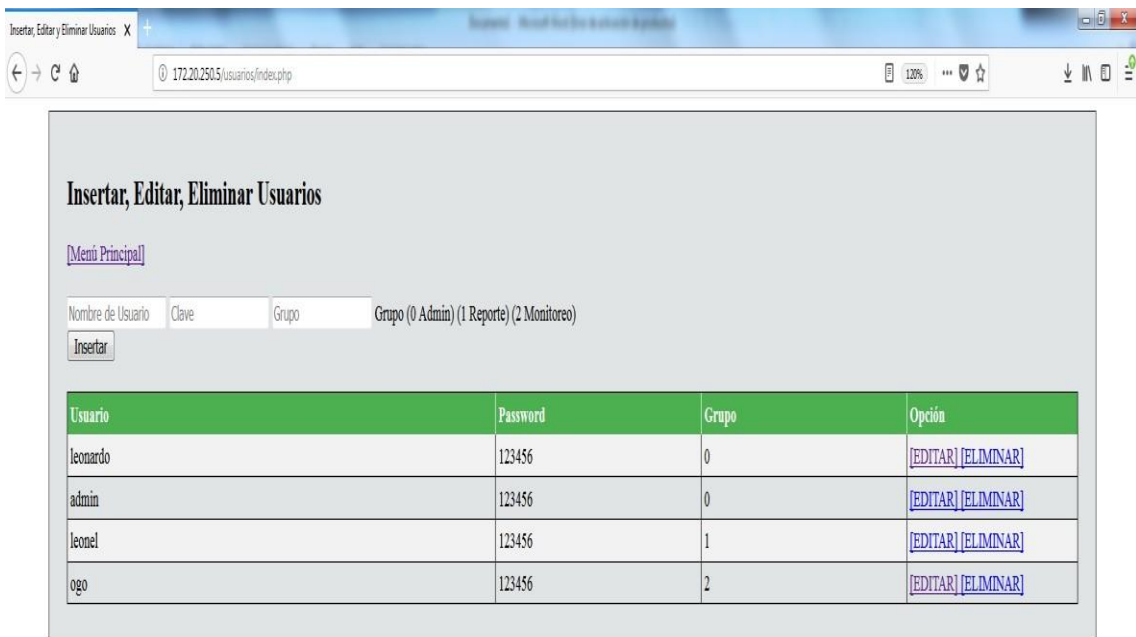 Insertar, Editar y Eliminar Usuarios X
172.20.250.5/usuarios/index.php 120%
Insertar, Editar, Eliminar Usuarios
[Menú Principal]
Nombre de Usuario Clave Grupo Grupo (0 Admin) (1 Reporte) (2 Monitoreo)
Insertar
Usuario Password Grupo Opción
leonardo 123456 0 [EDITAR] [ELIMINAR]
admin 123456 0 [EDITAR] [ELIMINAR]
leonel 123456 1 [EDITAR] [ELIMINAR]
ogo 123456 2 [EDITAR] [ELIMINAR]